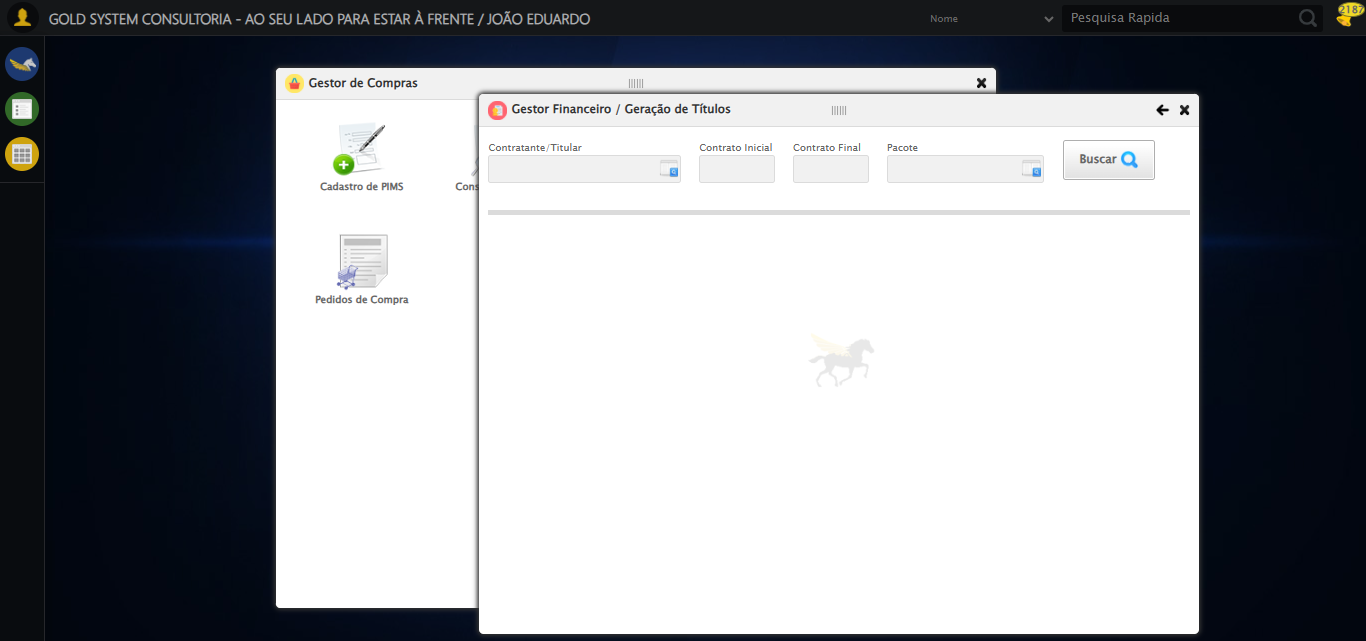 GOLD SYSTEM CONSULTORIA - AO SEU LADO PARA ESTAR À FRENTE / JOÃO EDUARDO
Nome
Pesquisa Rapida
2187
Gestor de Compras
Gestor Financeiro / Geração de Títulos
Contratante/Titular
Contrato Inicial
Contrato Final
Pacote
Buscar
Cadastro de PIMS
Cons
Pedidos de Compra